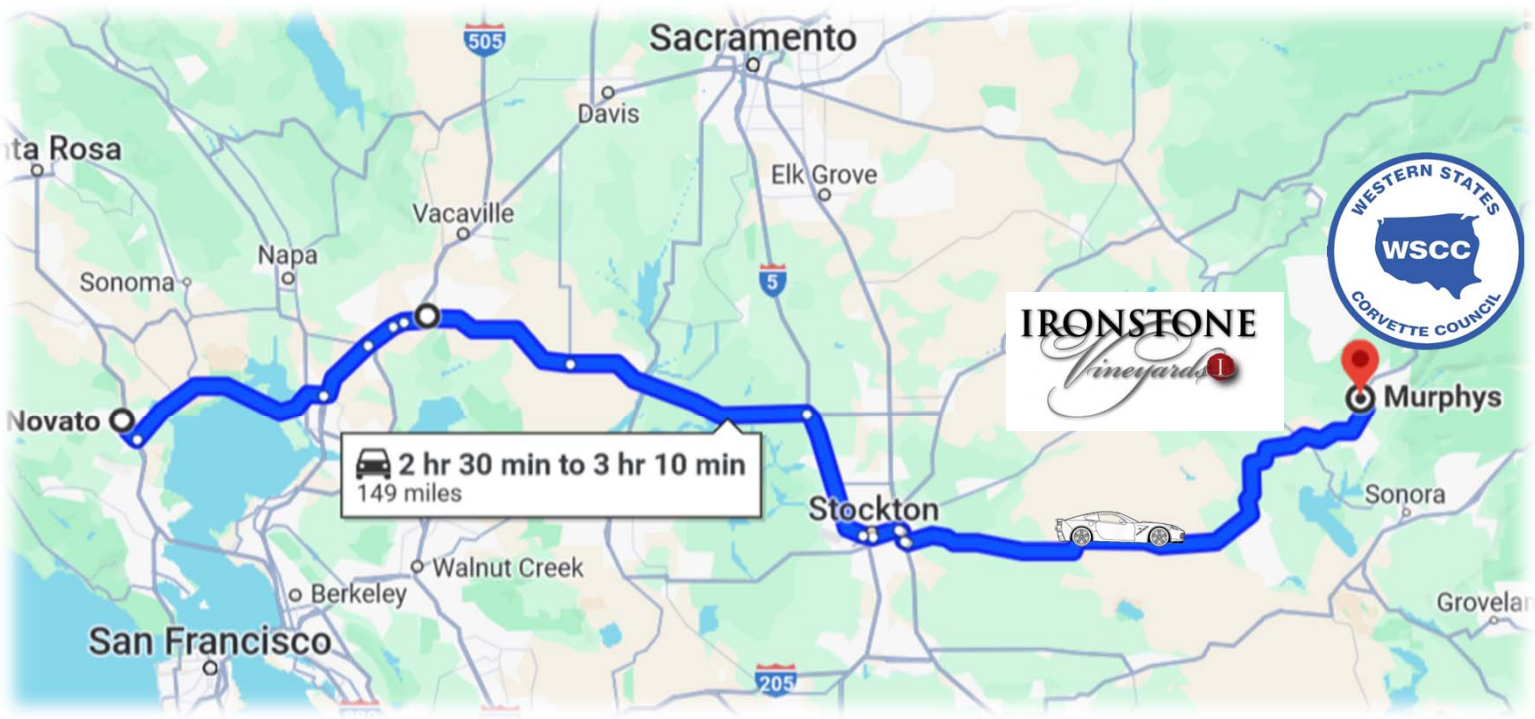 505
Sacramento
Davis
nta Rosa
Elk Grove
WESTERN STATES
WSCC
CORVETTE COUNCIL
Vacaville
Napa
Sonoma
5
IRONSTONE
Vineyards
I
Novato
Murphys
2 hr 30 min to 3 hr 10 min
149 miles
Stockton
Sonora
Walnut Creek
Berkeley
Grovelan
San Francisco
205